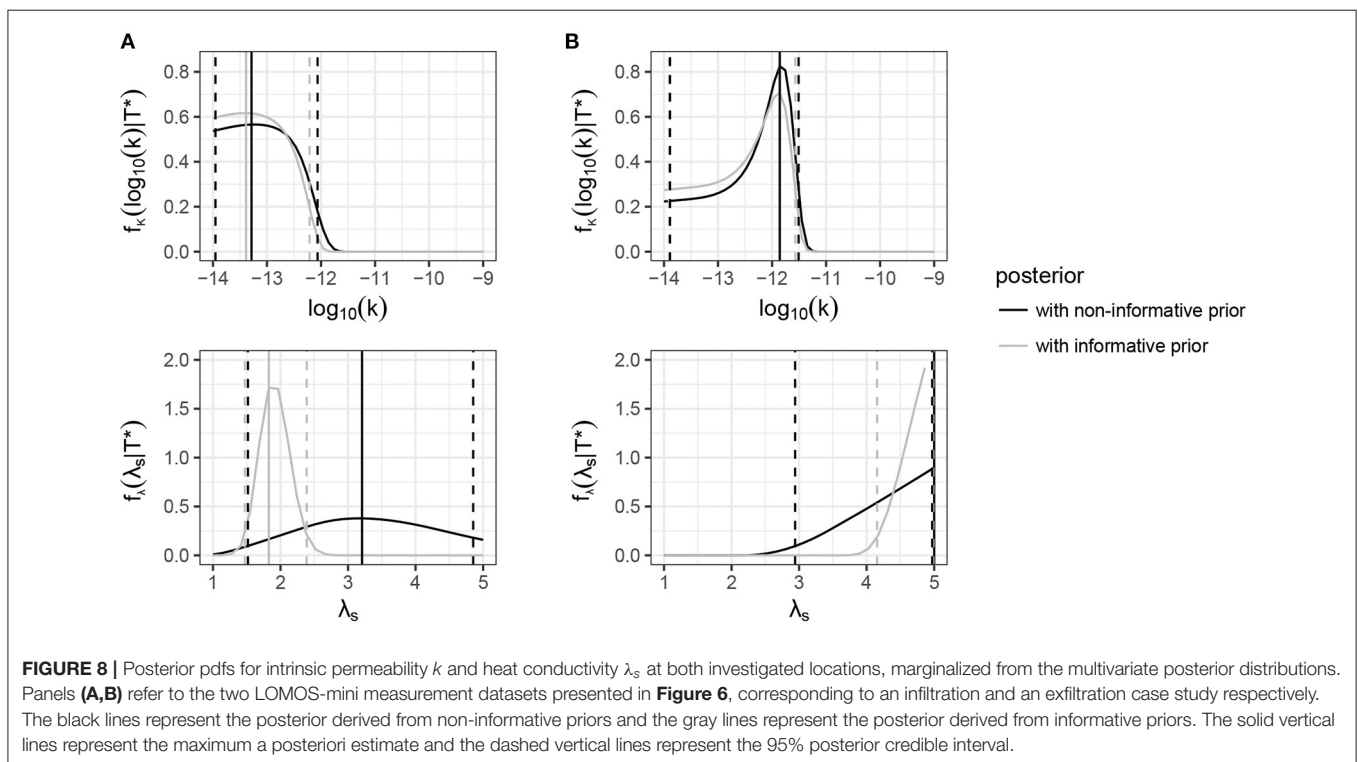 A
B
0.8
0.6
0.4
0.2
0.0
fκ(log10(k)|T*)
−14 −13 −12 −11 −10 −9
log10(k)
0.8
0.6
0.4
0.2
0.0
fκ(log10(k)|T*)
−14 −13 −12 −11 −10 −9
log10(k)
posterior
with non-informative prior
with informative prior
2.0
1.5
1.0
0.5
0.0
fλ(λs|T*)
1 2 3 4 5
λs
2.0
1.5
1.0
0.5
0.0
fλ(λs|T*)
1 2 3 4 5
λs
FIGURE 8 | Posterior pdfs for intrinsic permeability k and heat conductivity λs at both investigated locations, marginalized from the multivariate posterior distributions.
Panels (A,B) refer to the two LOMOS-mini measurement datasets presented in Figure 6, corresponding to an infiltration and an exfiltration case study respectively.
The black lines represent the posterior derived from non-informative priors and the gray lines represent the posterior derived from informative priors. The solid vertical
lines represent the maximum a posteriori estimate and the dashed vertical lines represent the 95% posterior credible interval.